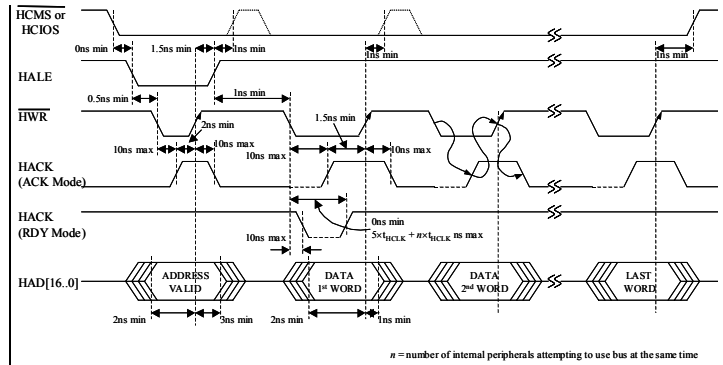 HCMS or
HCIOS
0ns min
1.5ns min
1ns min
1ns min
1ns min
HALE
0.5ns min
1ns min
HWR
2ns min
1.5ns min
10ns max
10ns max
10ns max
10ns max
HACK
(ACK Mode)
HACK
(RDY Mode)
0ns min
5×tHCLK + n×tHCLK ns max
10ns max
HAD[16..0]
ADDRESS
VALID
DATA
1st WORD
DATA
2nd WORD
LAST
WORD
2ns min
3ns min
2ns min
1ns min
n = number of internal peripherals attempting to use bus at the same time